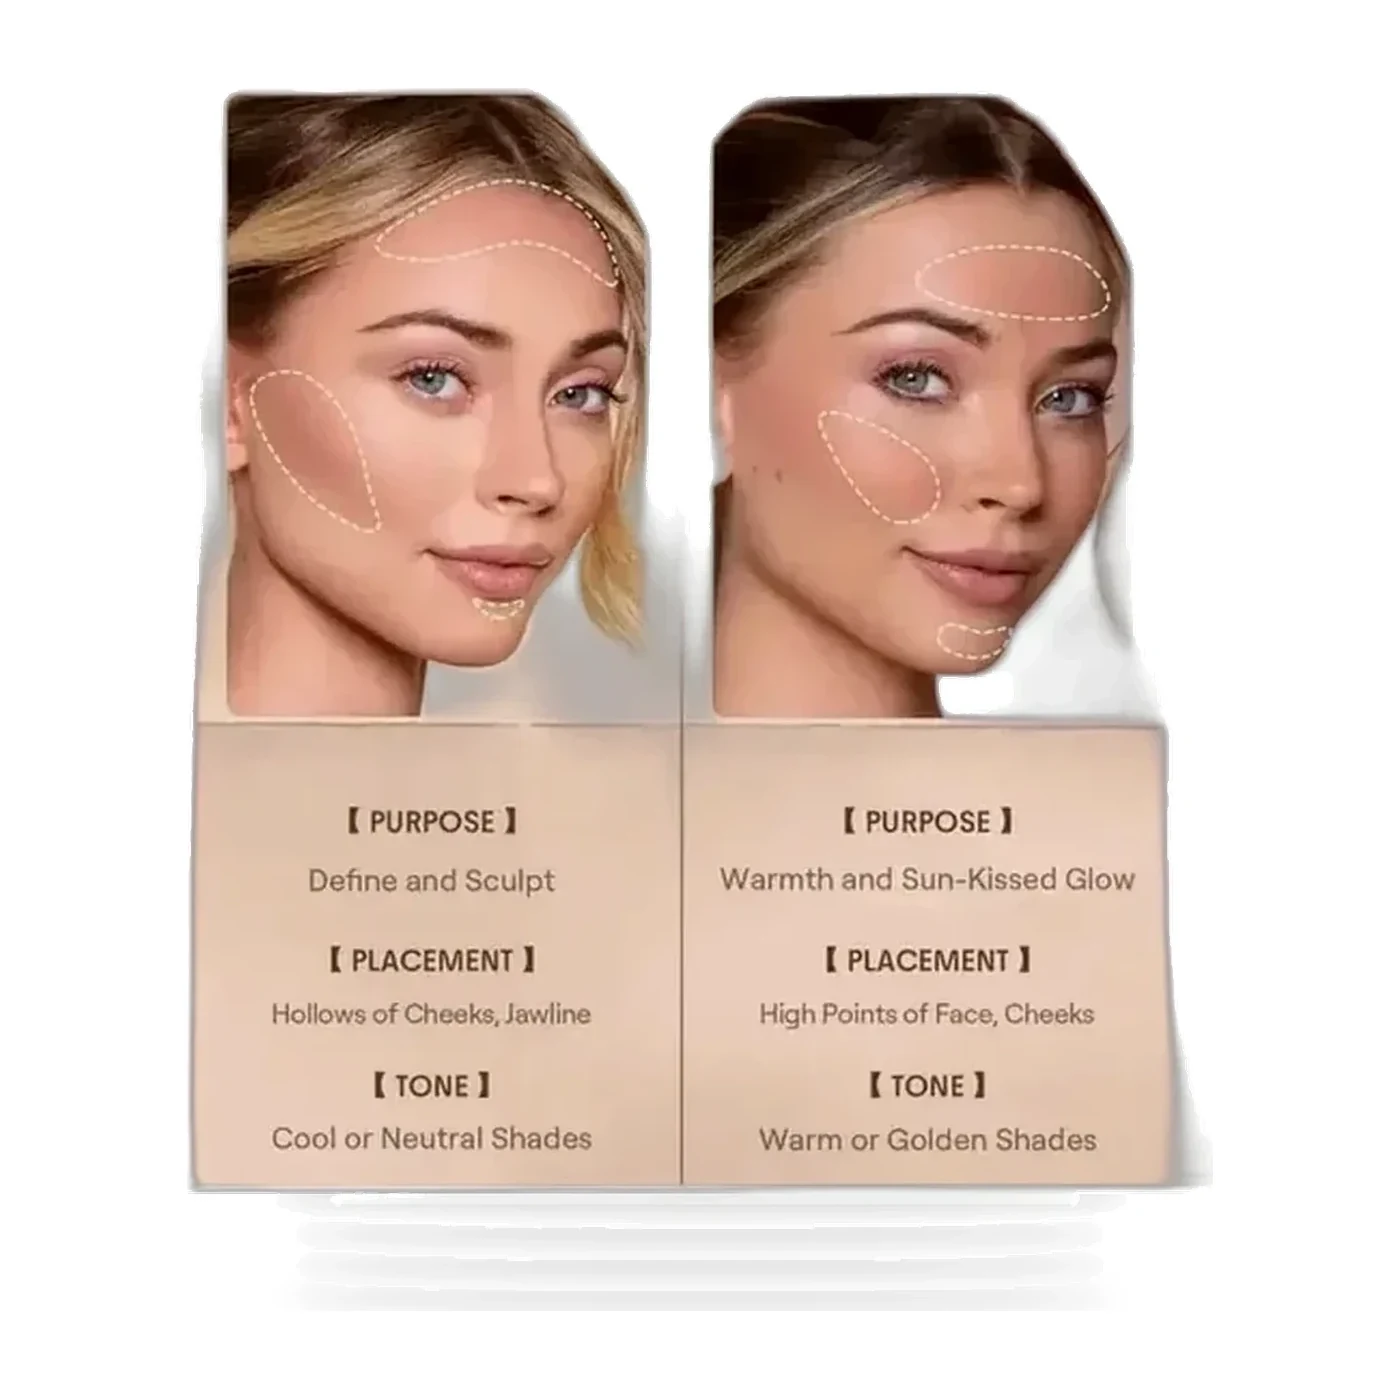 【 PURPOSE 】
Define and Sculpt
【 PLACEMENT 】
Hollows of Cheeks, Jawline
【 TONE 】
Cool or Neutral Shades
【 PURPOSE 】
Warmth and Sun-Kissed Glow
【 PLACEMENT 】
High Points of Face, Cheeks
【 TONE 】
Warm or Golden Shades